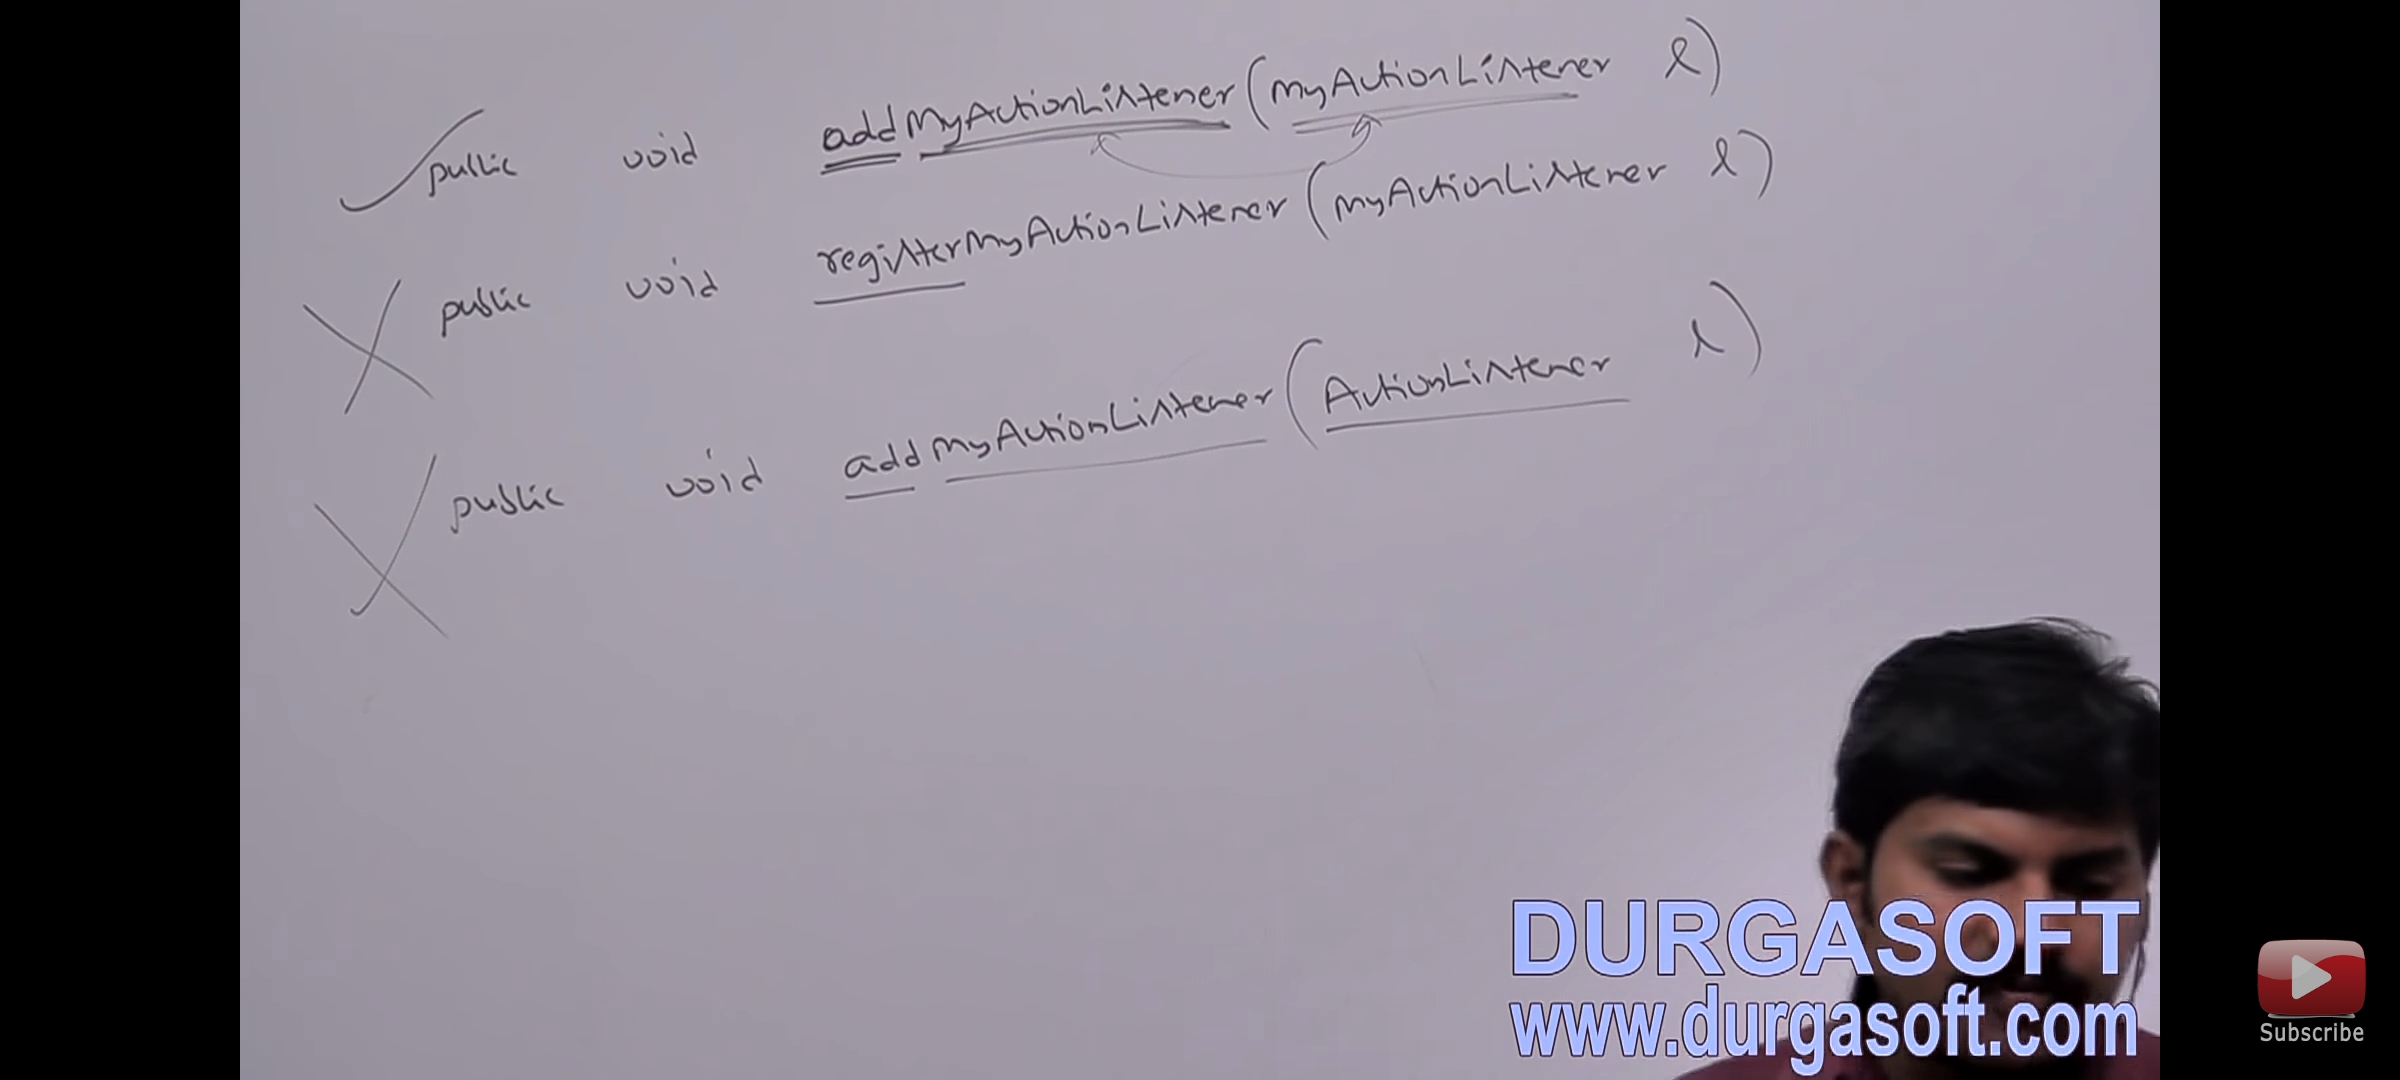 public void addMyActionListener(myActionListener l)
public void registerMyActionListener(myActionListener l)
public void addMyActionListener(ActionListener l)
DURGASOFT
www.durgasoft.com
Subscribe